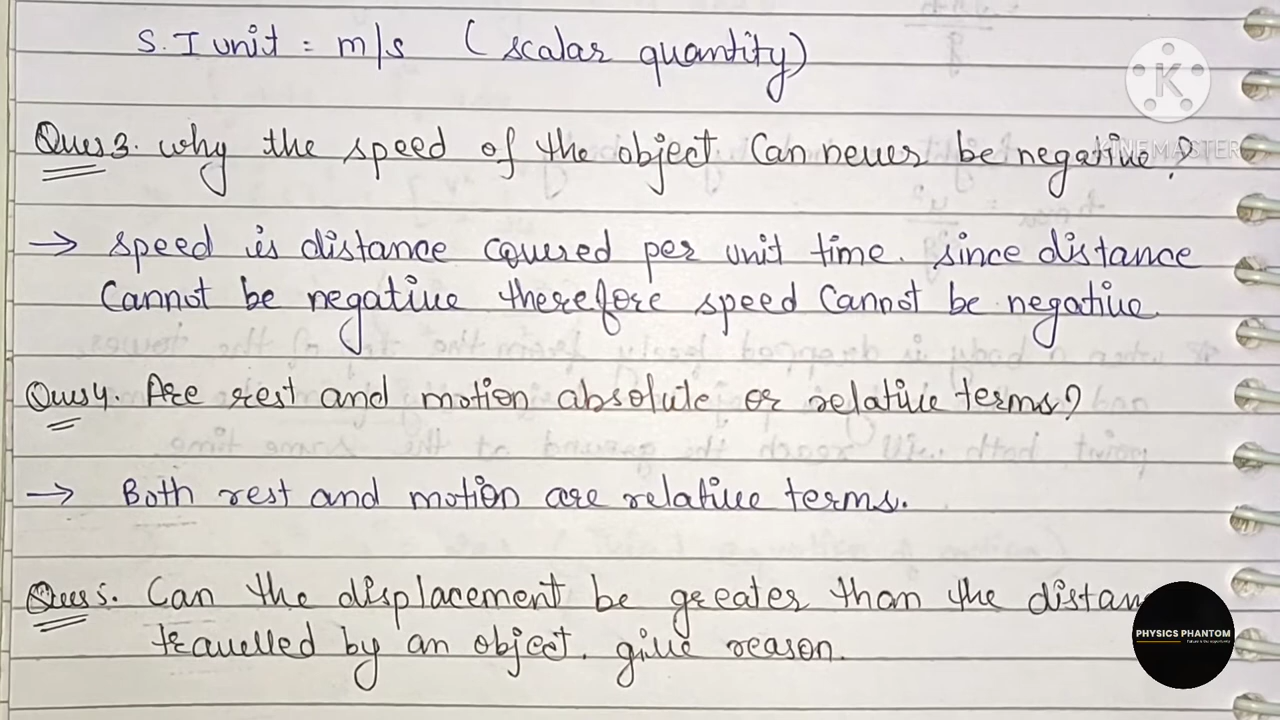 S.I unit = m/s (scalar quantity)
Ques 3. why the speed of the object can never be negative?
→ speed is distance covered per unit time. since distance
cannot be negative therefore speed cannot be negative.
Ques 4. Are rest and motion absolute or relative terms?
→ Both rest and motion are relative terms.
Ques 5. Can the displacement be greater than the distan
travelled by an object. give reason.
K
KINEMASTER
PHYSICS PHANTOM